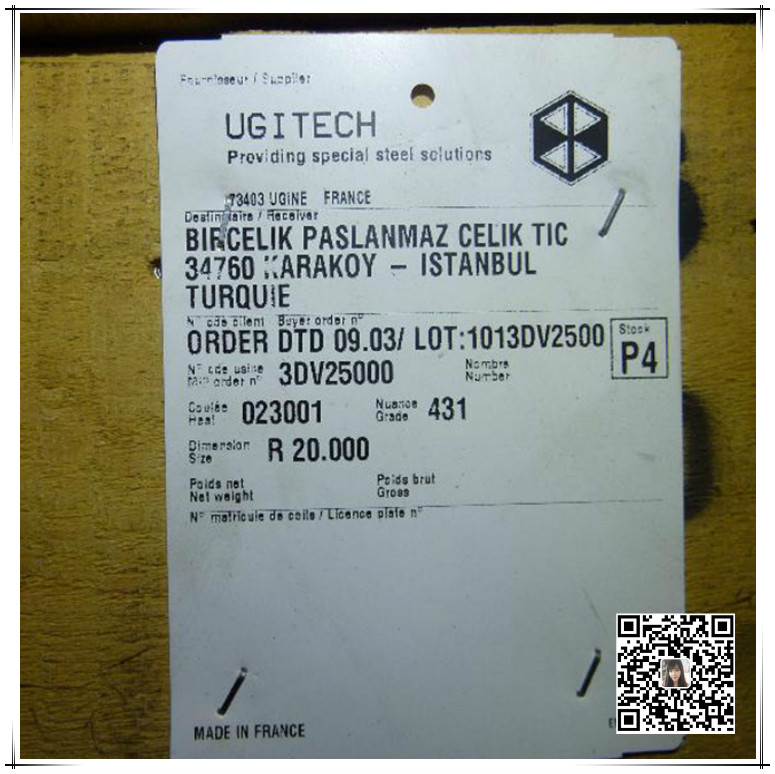 Fournisseur / Supplier
UGITECH
Providing special steel solutions
73403 UGINE FRANCE
Destinataire / Receiver
BIRCELIK PASLANMAZ CELIK TIC
34760 KARAKOY – ISTANBUL
TURQUIE
N° cde client Buyer order n°
ORDER DTD 09.03/ LOT:1013DV2500
Stock
P4
N° cde usine
Mill order n°
3DV25000
Nombre
Number
Coulée
Heat
023001
Nuance
Grade
431
Dimension
Size
R 20.000
Poids net
Net weight
Poids brut
Gross
N° matricule de colis / Licence plate n°
MADE IN FRANCE